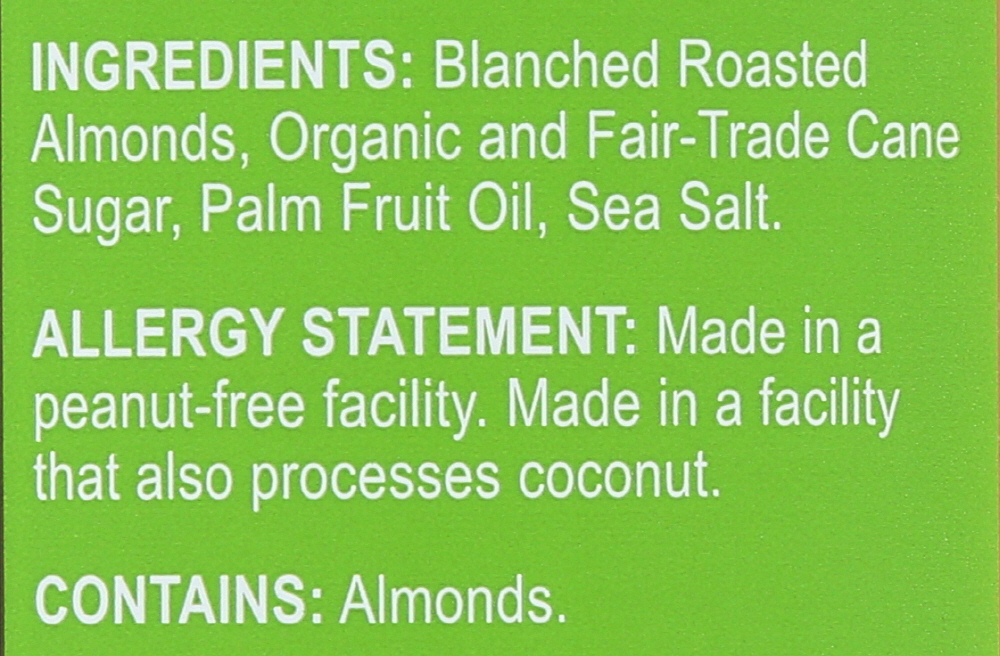 INGREDIENTS: Blanched Roasted
Almonds, Organic and Fair-Trade Cane
Sugar, Palm Fruit Oil, Sea Salt.
ALLERGY STATEMENT: Made in a
peanut-free facility. Made in a facility
that also processes coconut.
CONTAINS: Almonds.